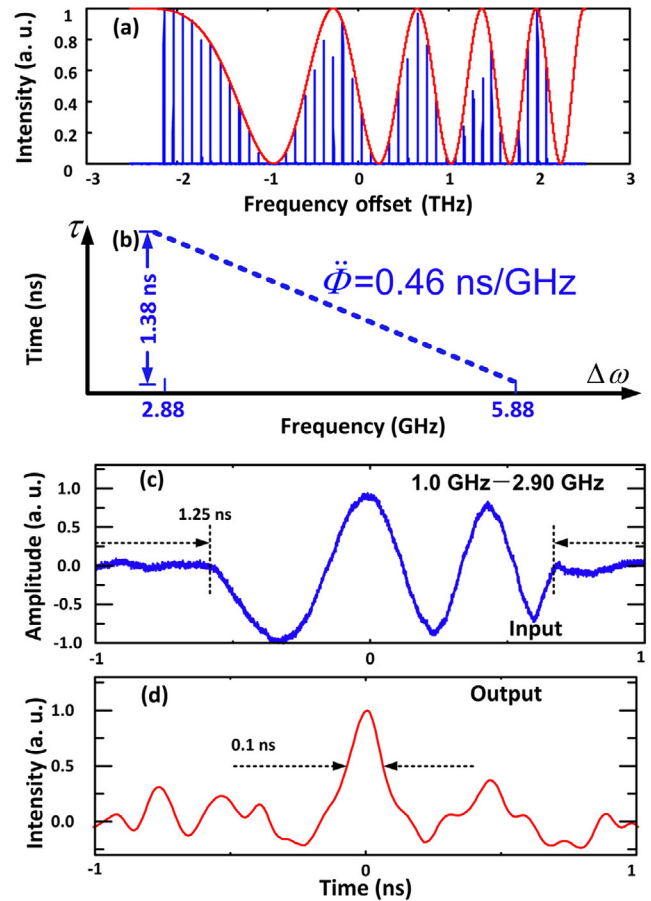 (a)
Intensity (a. u.)
1
0.8
0.6
0.4
0.2
0
-3 -2 -1 0 1 2 3
Frequency offset (THz)
(b)
τ
Time (ns)
1.38 ns
Φ̈=0.46 ns/GHz
Δω
2.88 5.88
Frequency (GHz)
(c)
1.0 GHz−2.90 GHz
Amplitude (a. u.)
1.0
0.5
0.0
-0.5
-1.0
1.25 ns
Input
-1 0 1
(d)
Output
Intensity (a. u.)
1.0
0.5
0.0
0.1 ns
-1 0 1
Time (ns)